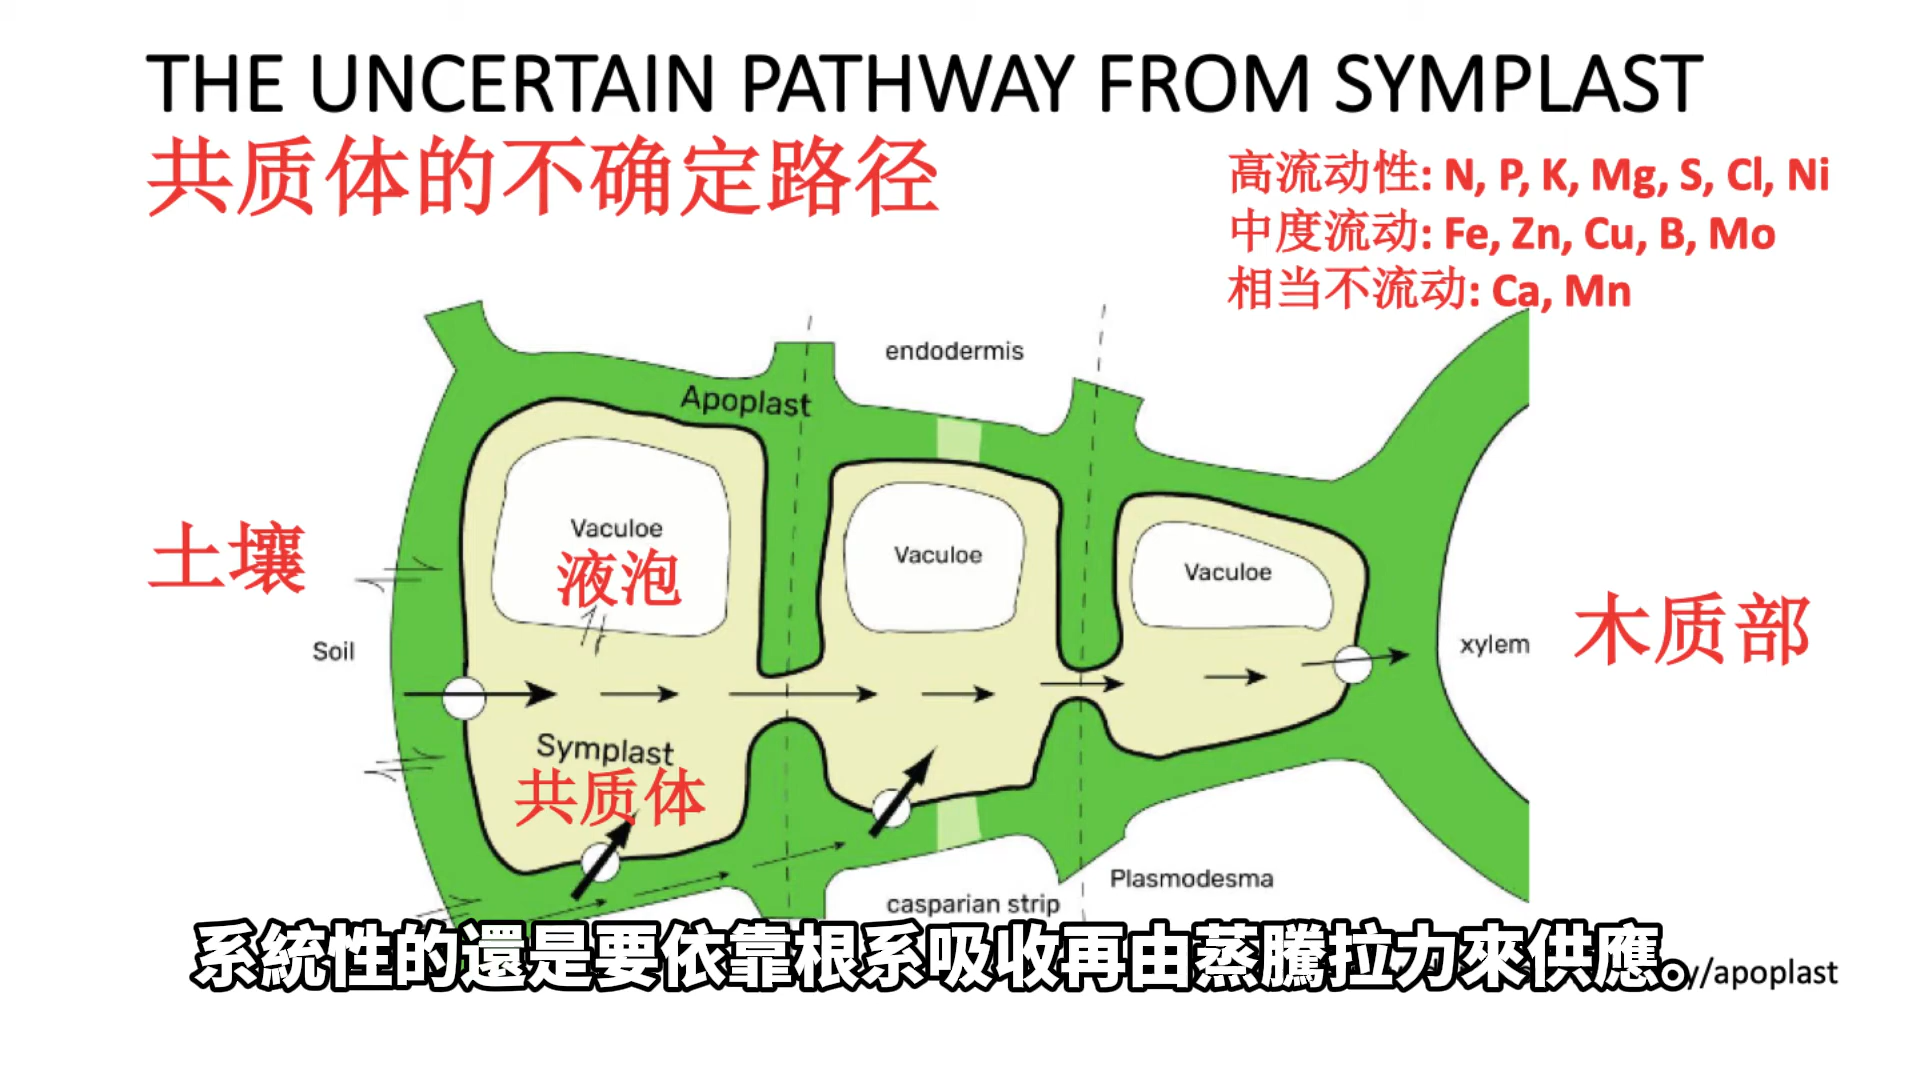 THE UNCERTAIN PATHWAY FROM SYMPLAST
共质体的不确定路径
高流动性: N, P, K, Mg, S, Cl, Ni
中度流动: Fe, Zn, Cu, B, Mo
相当不流动: Ca, Mn
endodermis
Apoplast
Vaculoe
液泡
Vaculoe
Vaculoe
土壤
Soil
xylem
木质部
Symplast
共质体
Plasmodesma
casparian strip
系統性的還是要依靠根系吸收再由蒸騰拉力來供應。
y/apoplast